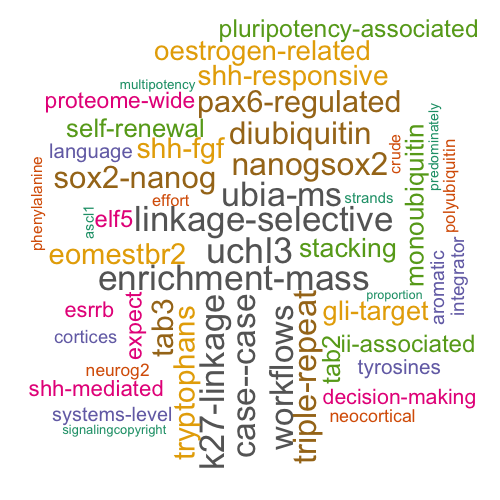 pluripotency-associated
oestrogen-related
shh-responsive
multipotency
proteome-wide
pax6-regulated
self-renewal
diubiquitin
language
shh-fgf
nanogsox2
crude
predominately
monoubiquitin
polyubiquitin
phenylalanine
sox2-nanog
ubia-ms
strands
effort
ascl1
elf5
linkage-selective
eomestbr2
uchl3
stacking
aromatic
integrator
enrichment-mass
proportion
esrrb
expect
tab3
tryptophans
k27-linkage
case--case
workflows
triple-repeat
gli-target
tab2
ii-associated
cortices
neurog2
tyrosines
shh-mediated
decision-making
systems-level
neocortical
signalingcopyright